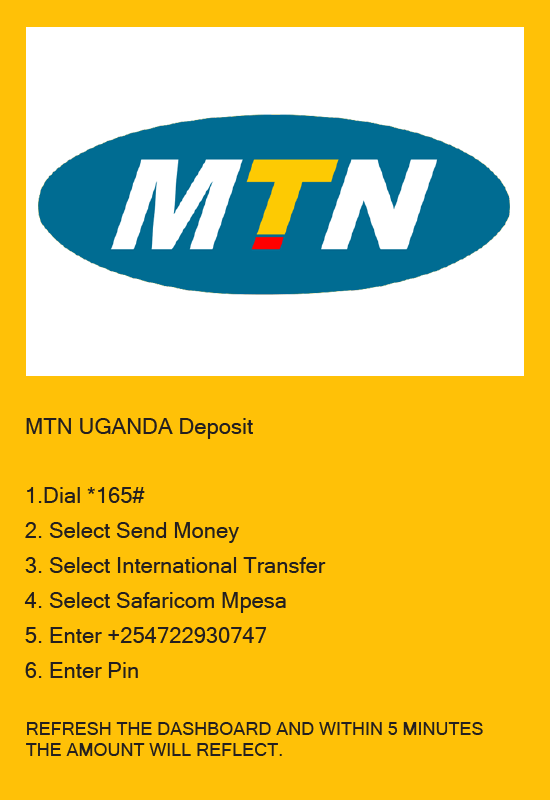 MTN
MTN UGANDA Deposit
1.Dial *165#
2. Select Send Money
3. Select International Transfer
4. Select Safaricom Mpesa
5. Enter +254722930747
6. Enter Pin
REFRESH THE DASHBOARD AND WITHIN 5 MINUTES
THE AMOUNT WILL REFLECT.